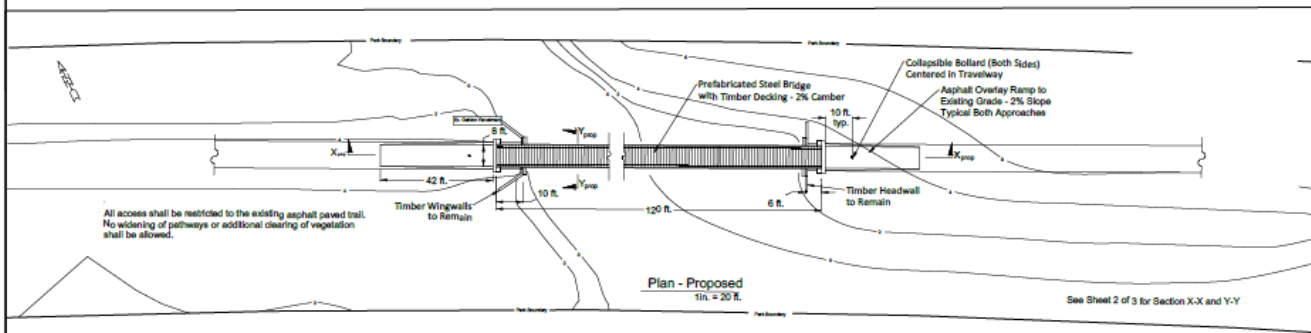 Park Boundary
Park Boundary
Collapsible Bollard (Both Sides)
Centered in Travelway
Prefabricated Steel Bridge
with Timber Decking - 2% Camber
Asphalt Overlay Ramp to
Existing Grade - 2% Slope
Typical Both Approaches
10 ft.
typ.
8 ft.
Yprop
Xprop
Xprop
Yprop
42 ft.
10 ft.
Timber Wingwalls
to Remain
120 ft.
6 ft.
Timber Headwall
to Remain
All access shall be restricted to the existing asphalt paved trail.
No widening of pathways or additional clearing of vegetation
shall be allowed.
Plan - Proposed
1in. = 20 ft.
See Sheet 2 of 3 for Section X-X and Y-Y
Park Boundary
Park Boundary